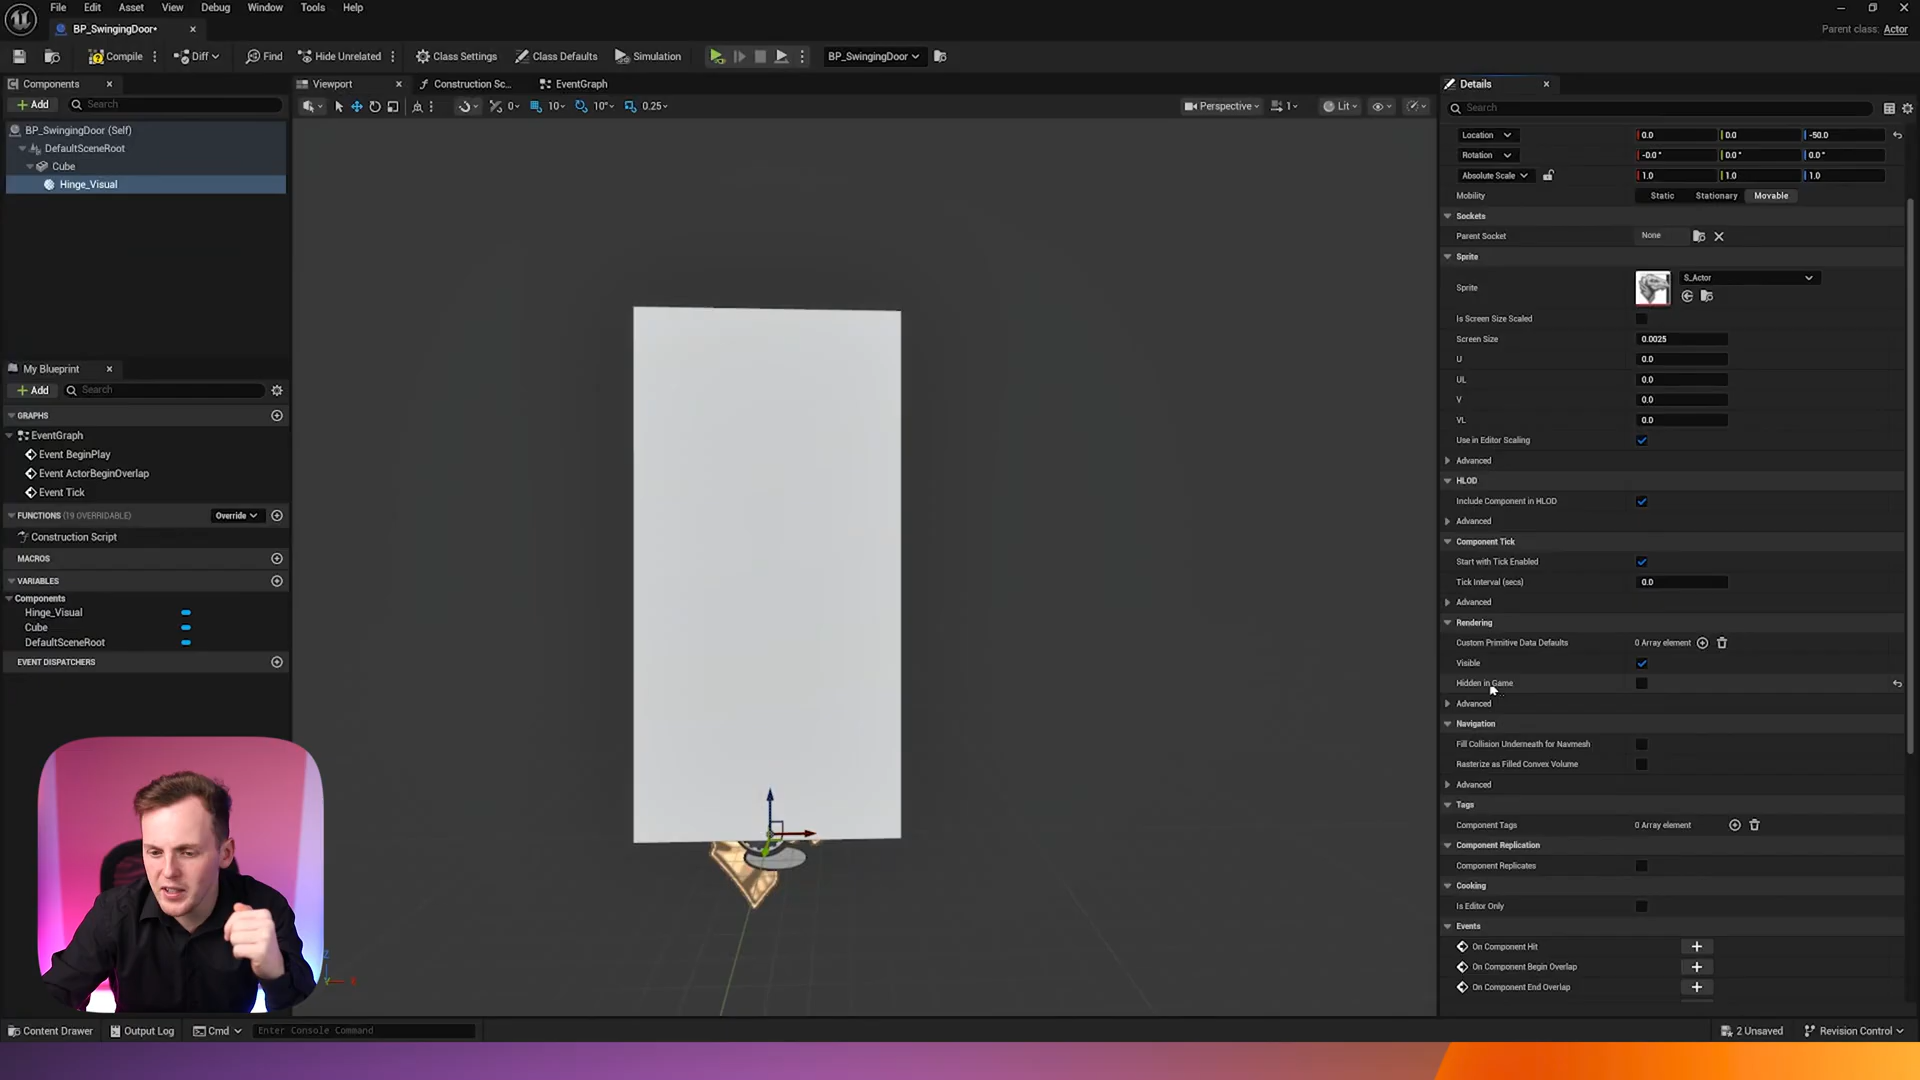 File Edit Asset View Debug Window Tools Help
BP_SwingingDoor*
Parent class: Actor
Compile Diff Find Hide Unrelated Class Settings Class Defaults Simulation BP_SwingingDoor
Components
Add Search
BP_SwingingDoor (Self)
DefaultSceneRoot
Cube
Hinge_Visual
My Blueprint
Add Search
GRAPHS
EventGraph
Event BeginPlay
Event ActorBeginOverlap
Event Tick
FUNCTIONS (19 OVERRIDABLE) Override
Construction Script
MACROS
VARIABLES
Components
Hinge_Visual
Cube
DefaultSceneRoot
EVENT DISPATCHERS
Viewport Construction Sc... EventGraph
0 10 10° 0.25 Perspective 1 Lit
Details
Search
Location 0.0 0.0 -50.0
Rotation -0.0 ° 0.0 ° 0.0 °
Absolute Scale 1.0 1.0 1.0
Mobility Static Stationary Movable
Sockets
Parent Socket None
Sprite
Sprite S_Actor
Is Screen Size Scaled
Screen Size 0.0025
U 0.0
UL 0.0
V 0.0
VL 0.0
Use in Editor Scaling
Advanced
HLOD
Include Component in HLOD
Advanced
Component Tick
Start with Tick Enabled
Tick Interval (secs) 0.0
Advanced
Rendering
Custom Primitive Data Defaults 0 Array element
Visible
Hidden in Game
Advanced
Navigation
Fill Collision Underneath for Navmesh
Rasterize as Filled Convex Volume
Advanced
Tags
Component Tags 0 Array element
Component Replication
Component Replicates
Cooking
Is Editor Only
Events
On Component Hit
On Component Begin Overlap
On Component End Overlap
Z
X
Content Drawer Output Log Cmd Enter Console Command 2 Unsaved Revision Control